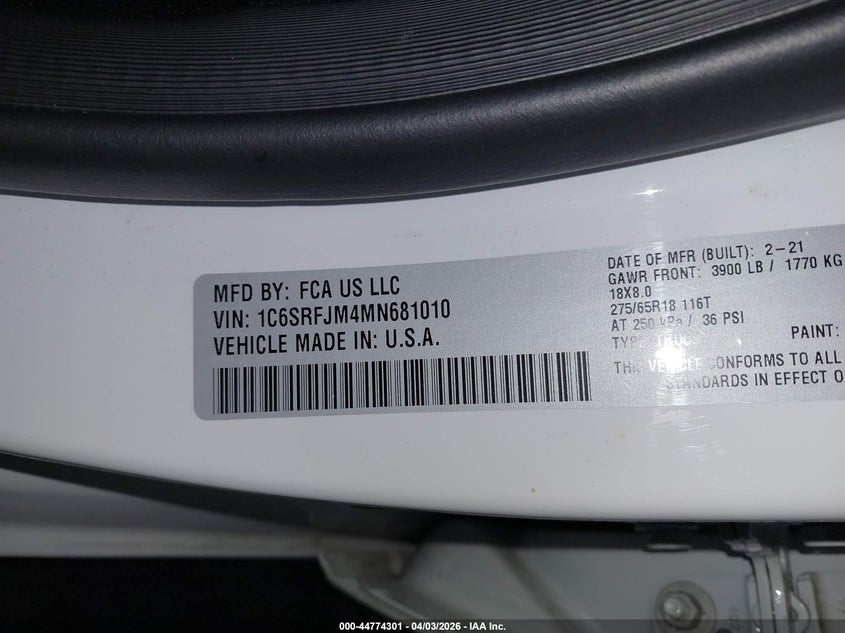 MFD BY: FCA US LLC
VIN: 1C6SRFJM4MN681010
VEHICLE MADE IN: U.S.A.
DATE OF MFR (BUILT): 2-21
GAWR FRONT: 3900 LB / 1770 KG
18X8.0
275/65R18 116T
AT 250 kPa / 36 PSI
PAINT:
VEHICLE CONFORMS TO ALL
STANDARDS IN EFFECT
000-44774301 - 04/03/2026 - IAA Inc.